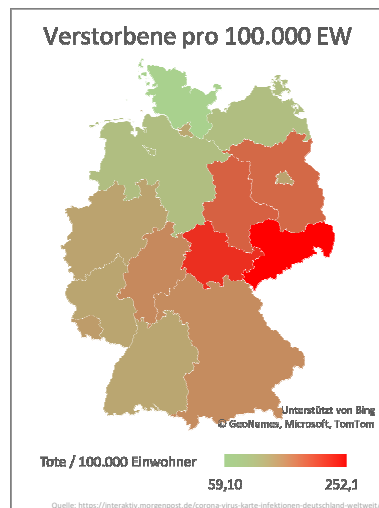 Verstorbene pro 100.000 EW
Unterstützt von Bing
© GeoNames, Microsoft, TomTom
Tote / 100.000 Einwohner
59,10
252,1
Quelle: https://interaktiv.morgenpost.de/corona-virus-karte-infektionen-deutschland-weltweit/